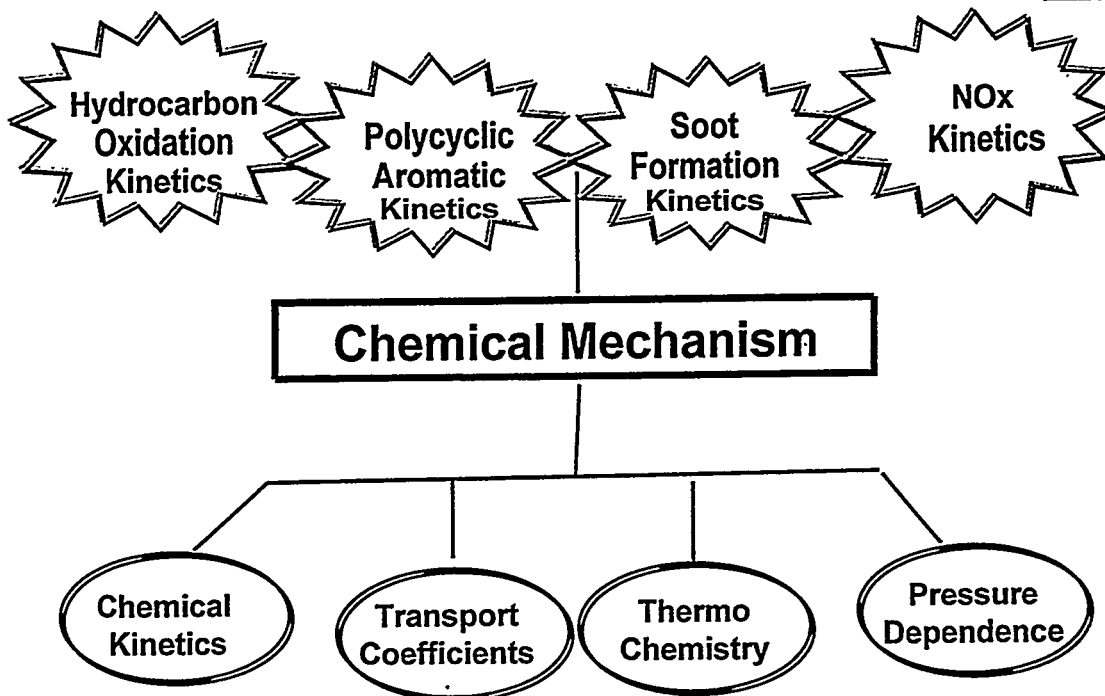 Hydrocarbon
Oxidation
Kinetics
Polycyclic
Aromatic
Kinetics
Soot
Formation
Kinetics
NOx
Kinetics
Chemical Mechanism
Chemical
Kinetics
Transport
Coefficients
Thermo
Chemistry
Pressure
Dependence